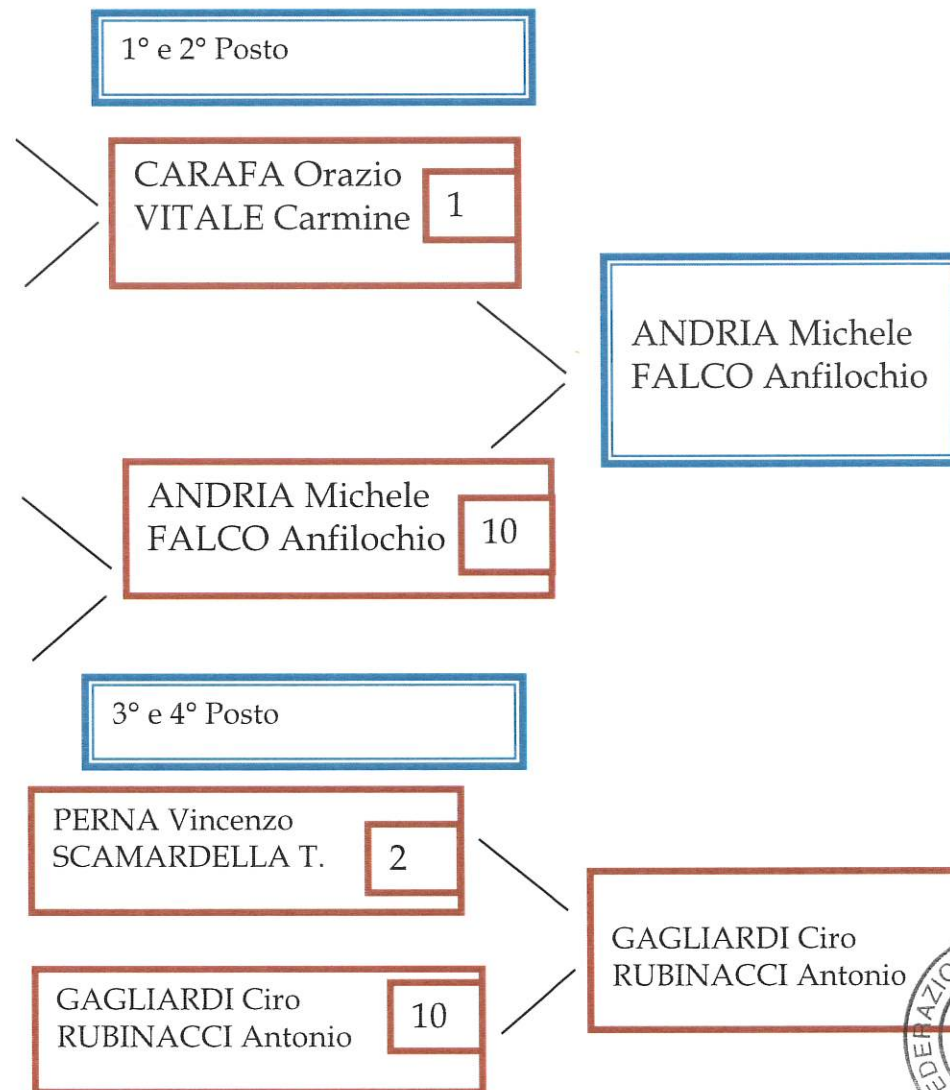 1° e 2° Posto
CARAFA Orazio
VITALE Carmine
1
ANDRIA Michele
FALCO Anfilochio
ANDRIA Michele
FALCO Anfilochio
10
3° e 4° Posto
PERNA Vincenzo
SCAMARDELLA T.
2
GAGLIARDI Ciro
RUBINACCI Antonio
GAGLIARDI Ciro
RUBINACCI Antonio
10